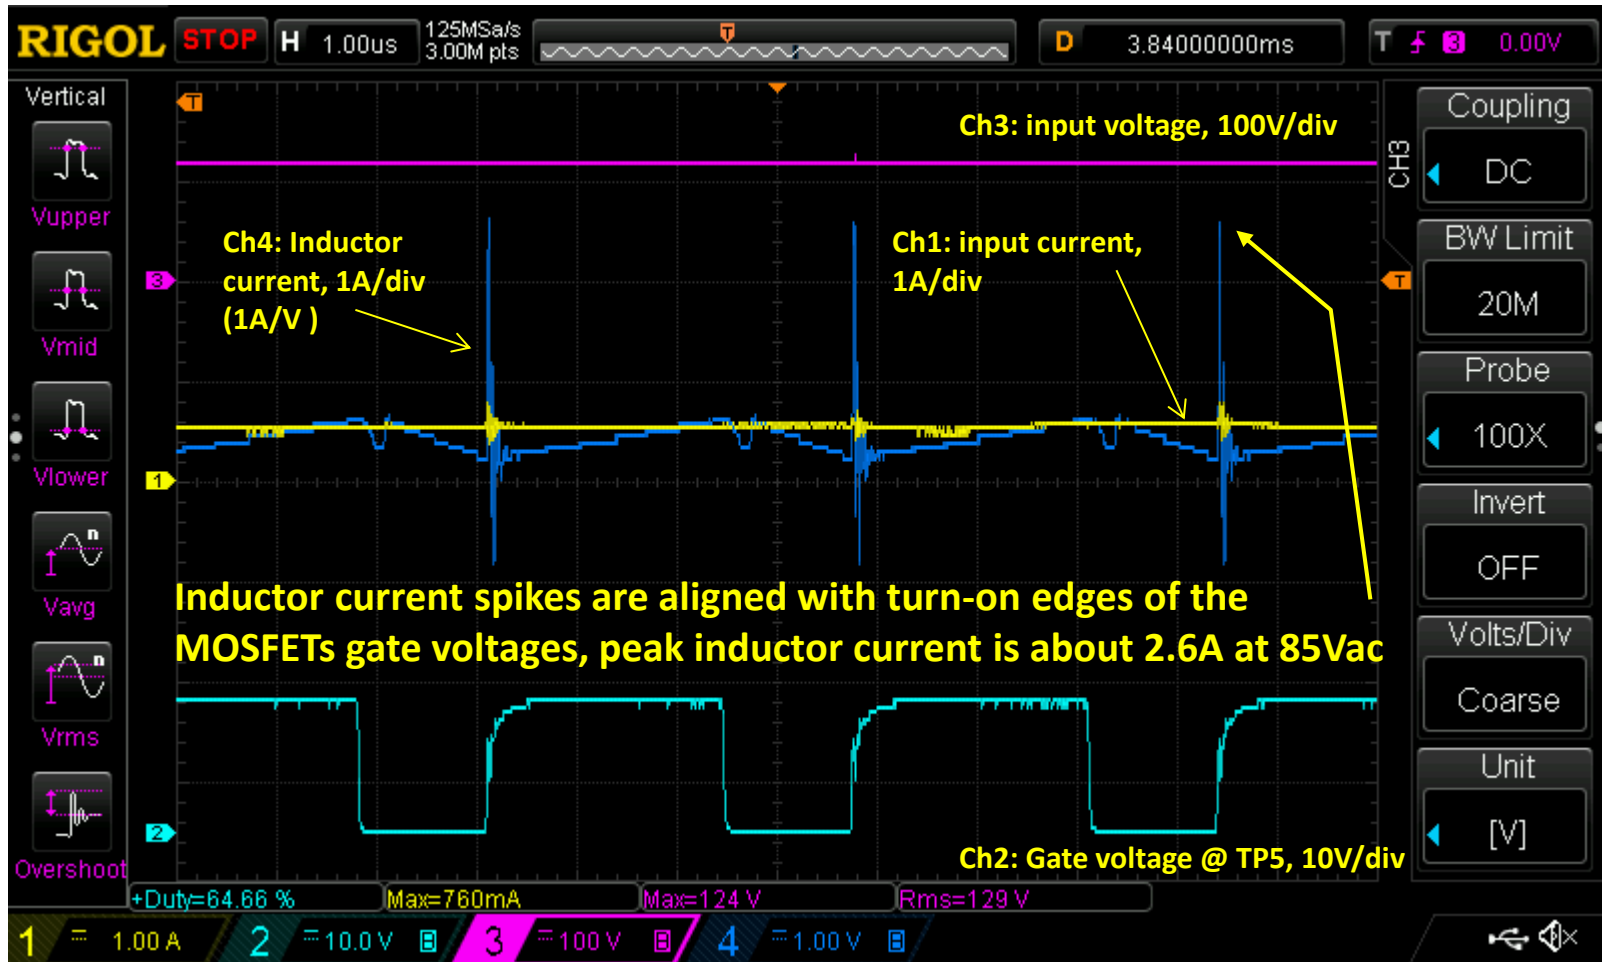 RIGOL STOP H 1.00us 125MSa/s 3.00M pts T D 3.84000000ms T 3 0.00V
Vertical
Vupper
Vmid
Vlower
n
Vavg
n
Vrms
Overshoot
T
Ch3: input voltage, 100V/div
Ch4: Inductor
current, 1A/div
(1A/V )
Ch1: input current,
1A/div
3
T
1
Inductor current spikes are aligned with turn-on edges of the
MOSFETs gate voltages, peak inductor current is about 2.6A at 85Vac
2
Ch2: Gate voltage @ TP5, 10V/div
CH3
Coupling
DC
BW Limit
20M
Probe
100X
Invert
OFF
Volts/Div
Coarse
Unit
[V]
+Duty=64.66 % Max=760mA Max=124 V Rms=129 V
1 1.00 A 2 10.0 V B 3 100 V B 4 1.00 V B